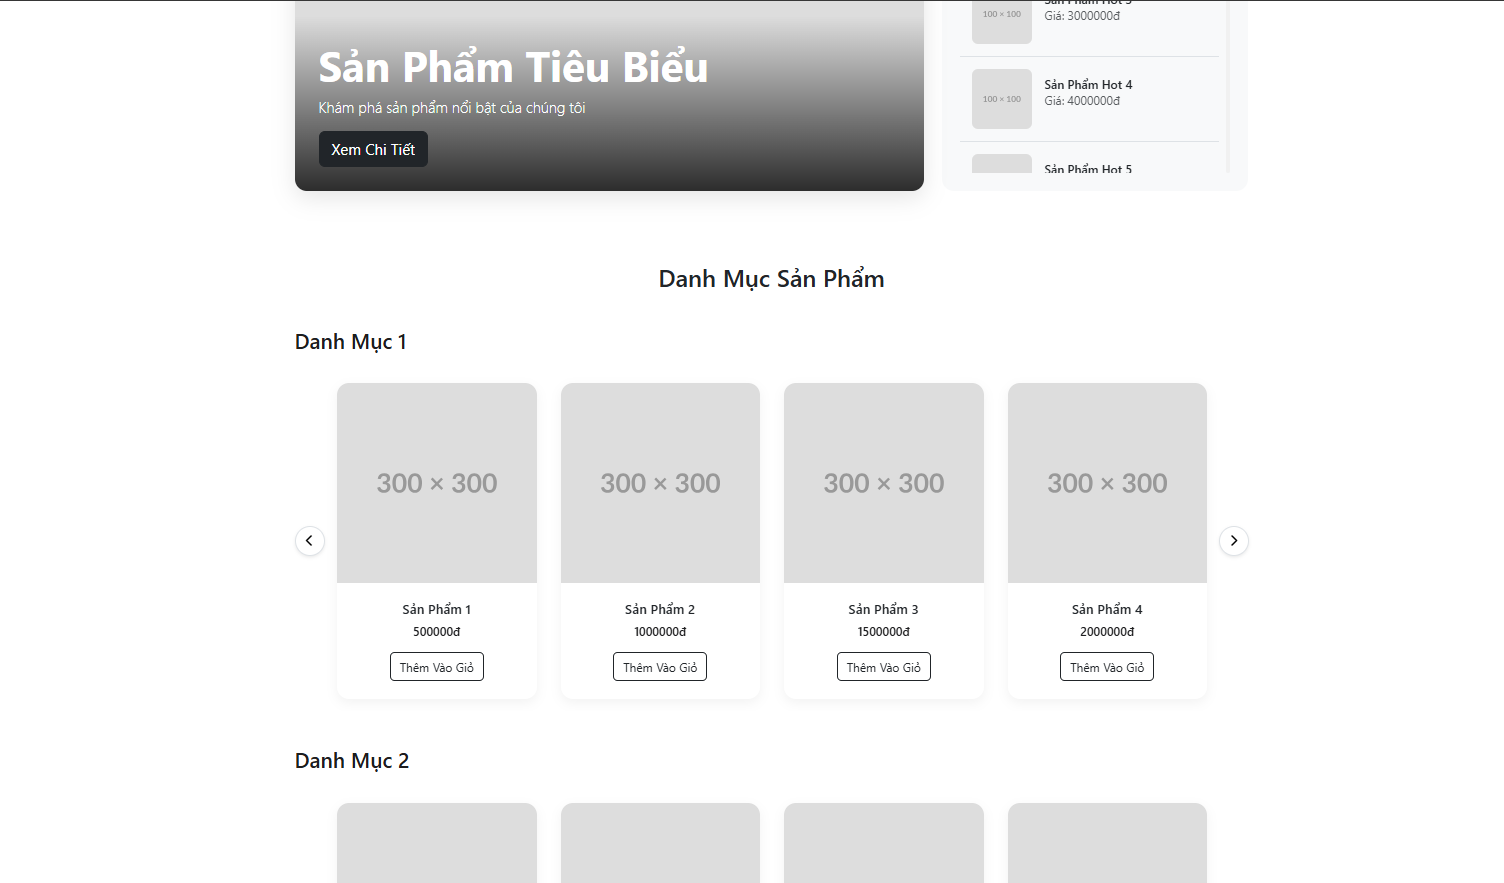 Sản Phẩm Tiêu Biểu
Khám phá sản phẩm nổi bật của chúng tôi
Xem Chi Tiết
100 × 100
Sản Phẩm Hot 3
Giá: 3000000đ
100 × 100
Sản Phẩm Hot 4
Giá: 4000000đ
Sản Phẩm Hot 5
Danh Mục Sản Phẩm
Danh Mục 1
300 × 300
300 × 300
300 × 300
300 × 300
Sản Phẩm 1
Sản Phẩm 2
Sản Phẩm 3
Sản Phẩm 4
500000đ
1000000đ
1500000đ
2000000đ
Thêm Vào Giỏ
Thêm Vào Giỏ
Thêm Vào Giỏ
Thêm Vào Giỏ
Danh Mục 2